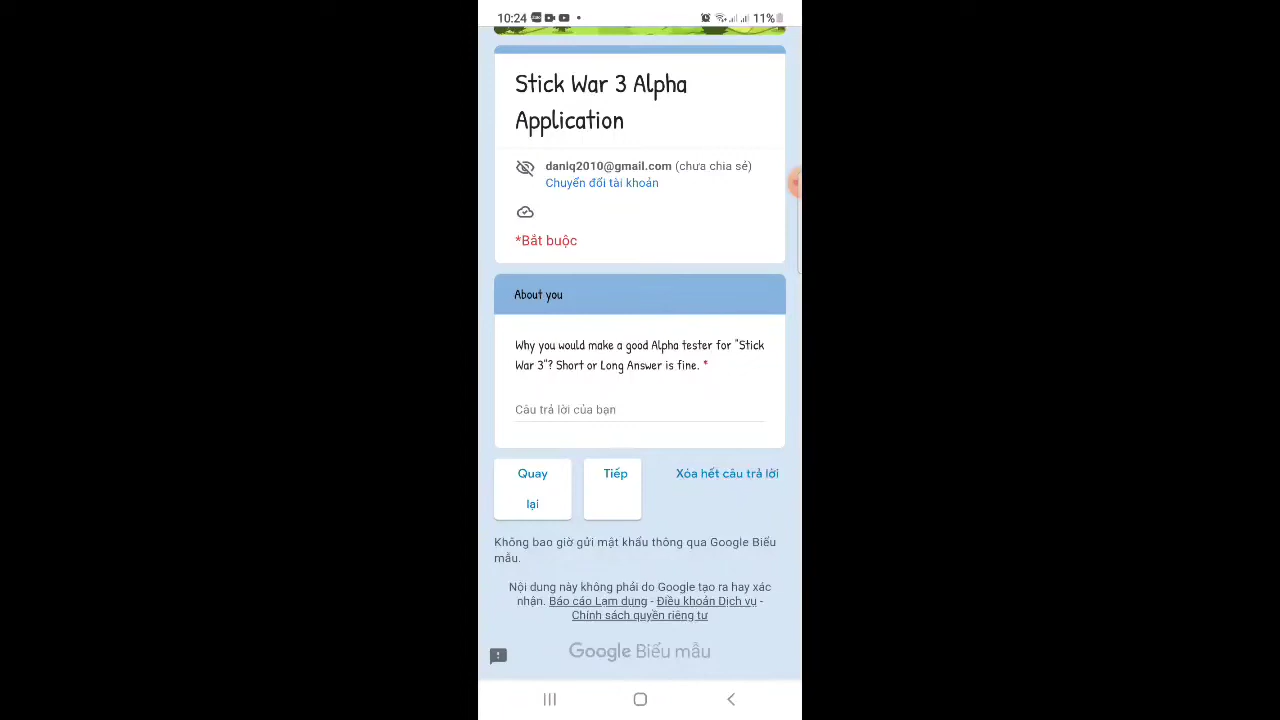 10:24
11%
Stick War 3 Alpha
Application
danlq2010@gmail.com (chưa chia sẻ)
Chuyển đổi tài khoản
*Bắt buộc
About you
Why you would make a good Alpha tester for "Stick
War 3"? Short or Long Answer is fine. *
Câu trả lời của bạn
Quay
lại
Tiếp
Xóa hết câu trả lời
Không bao giờ gửi mật khẩu thông qua Google Biểu
mẫu.
Nội dung này không phải do Google tạo ra hay xác
nhận. Báo cáo Lạm dụng - Điều khoản Dịch vụ -
Chính sách quyền riêng tư
Google Biểu mẫu